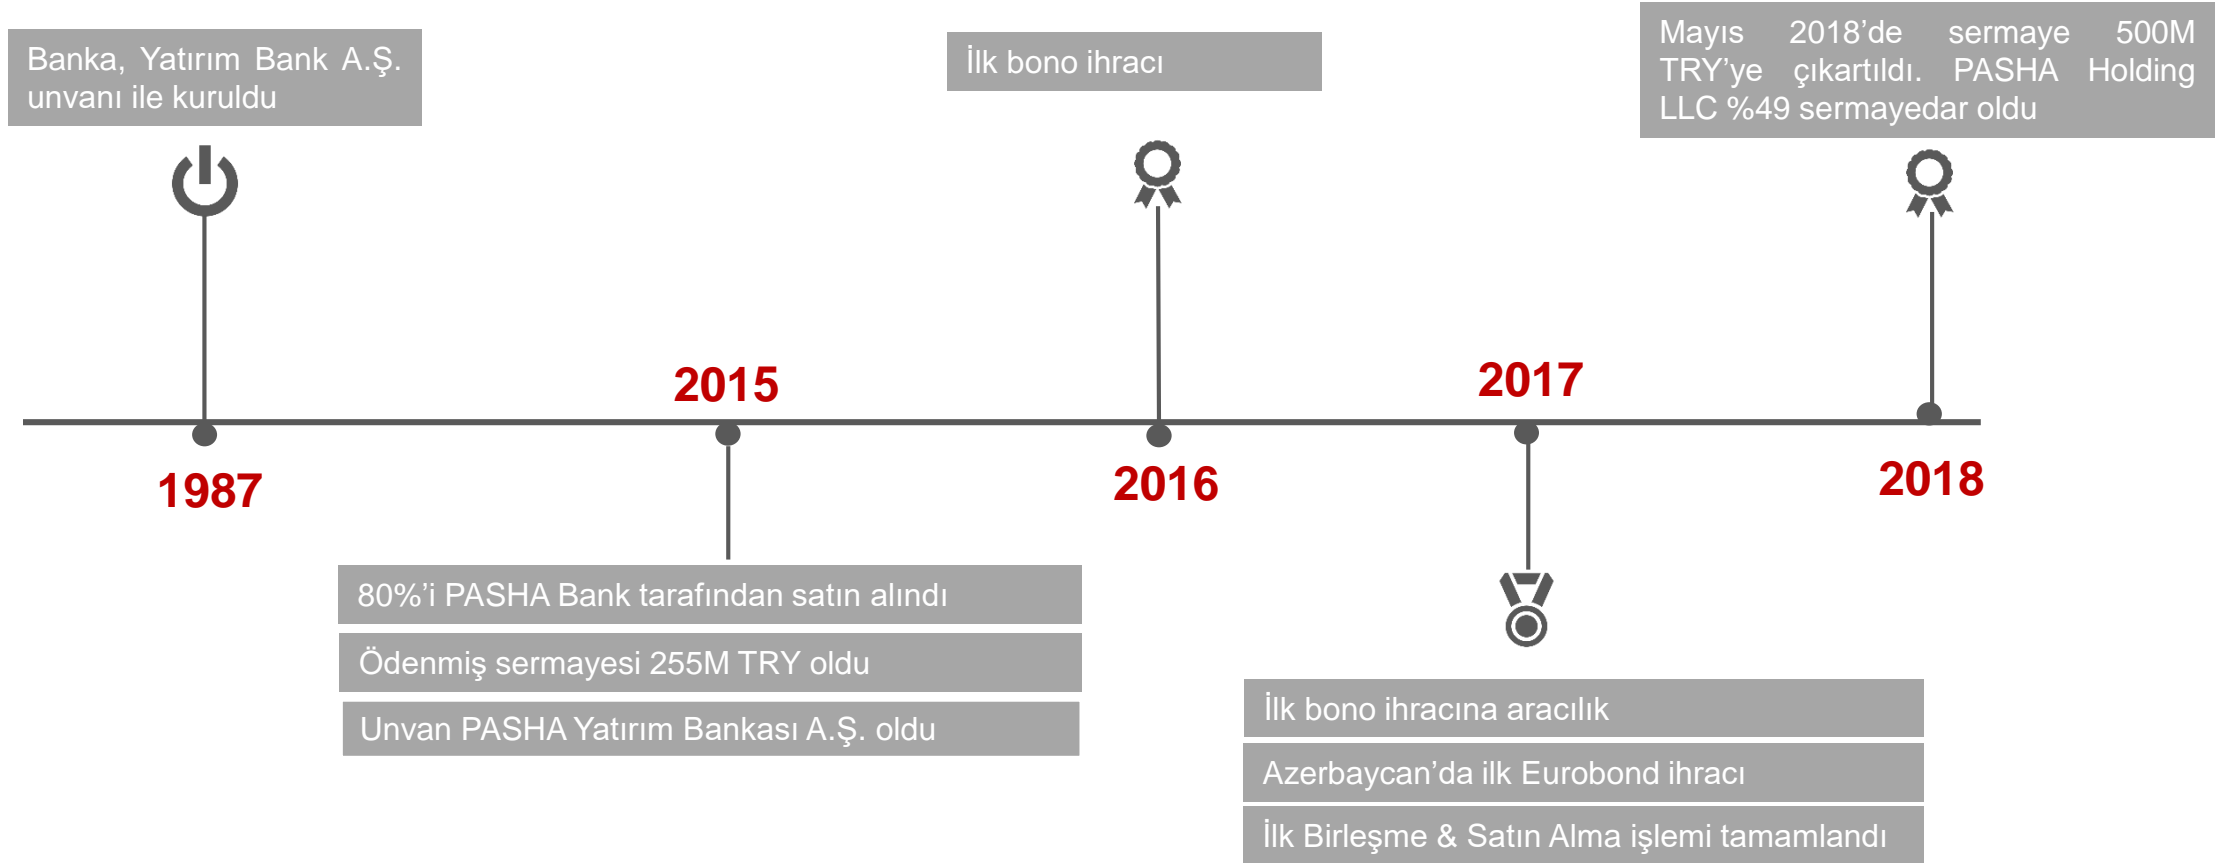 Banka, Yatırım Bank A.Ş.
unvanı ile kuruldu
1987
2015
80%’i PASHA Bank tarafından satın alındı
Ödenmiş sermayesi 255M TRY oldu
Unvan PASHA Yatırım Bankası A.Ş. oldu
İlk bono ihracı
2016
2017
İlk bono ihracına aracılık
Azerbaycan’da ilk Eurobond ihracı
İlk Birleşme & Satın Alma işlemi tamamlandı
Mayıs 2018’de sermaye 500M
TRY’ye çıkartıldı. PASHA Holding
LLC %49 sermayedar oldu
2018